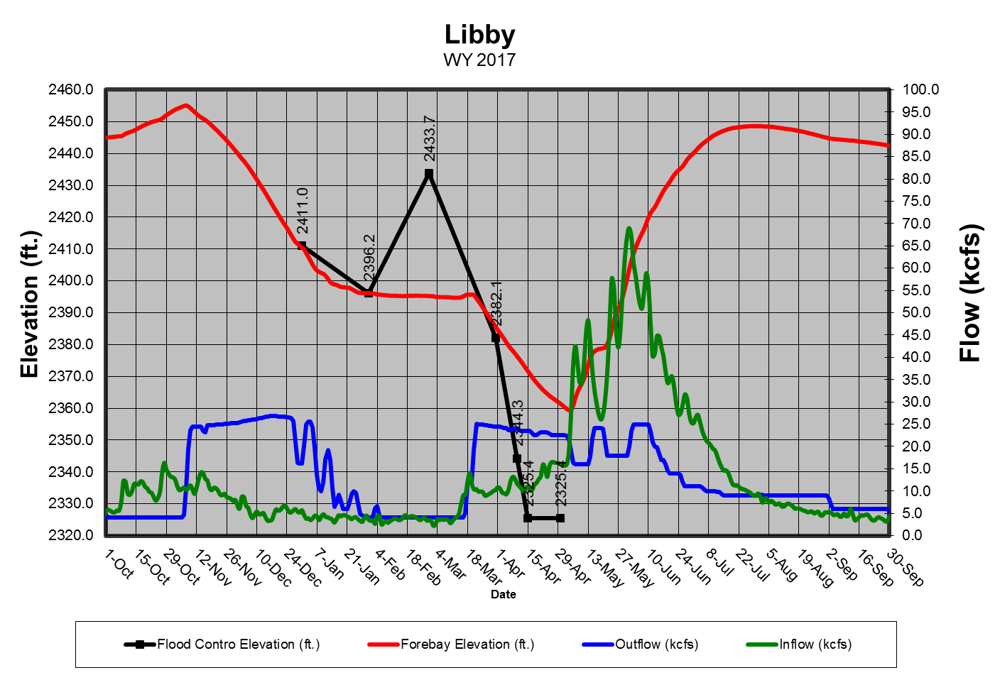 Libby
WY 2017
Elevation (ft.)
2460.0
2450.0
2440.0
2430.0
2420.0
2410.0
2400.0
2390.0
2380.0
2370.0
2360.0
2350.0
2340.0
2330.0
2320.0
2411.0
2396.2
2433.7
2382.1
2344.3
2325.4
2325.4
100.0
95.0
90.0
85.0
80.0
75.0
70.0
65.0
60.0
55.0
50.0
45.0
40.0
35.0
30.0
25.0
20.0
15.0
10.0
5.0
0.0
Flow (kcfs)
1-Oct
15-Oct
29-Oct
12-Nov
26-Nov
10-Dec
24-Dec
7-Jan
21-Jan
4-Feb
18-Feb
4-Mar
18-Mar
1-Apr
15-Apr
29-Apr
13-May
27-May
10-Jun
24-Jun
8-Jul
22-Jul
5-Aug
19-Aug
2-Sep
16-Sep
30-Sep
Date
Flood Contro Elevation (ft.)
Forebay Elevation (ft.)
Outflow (kcfs)
Inflow (kcfs)